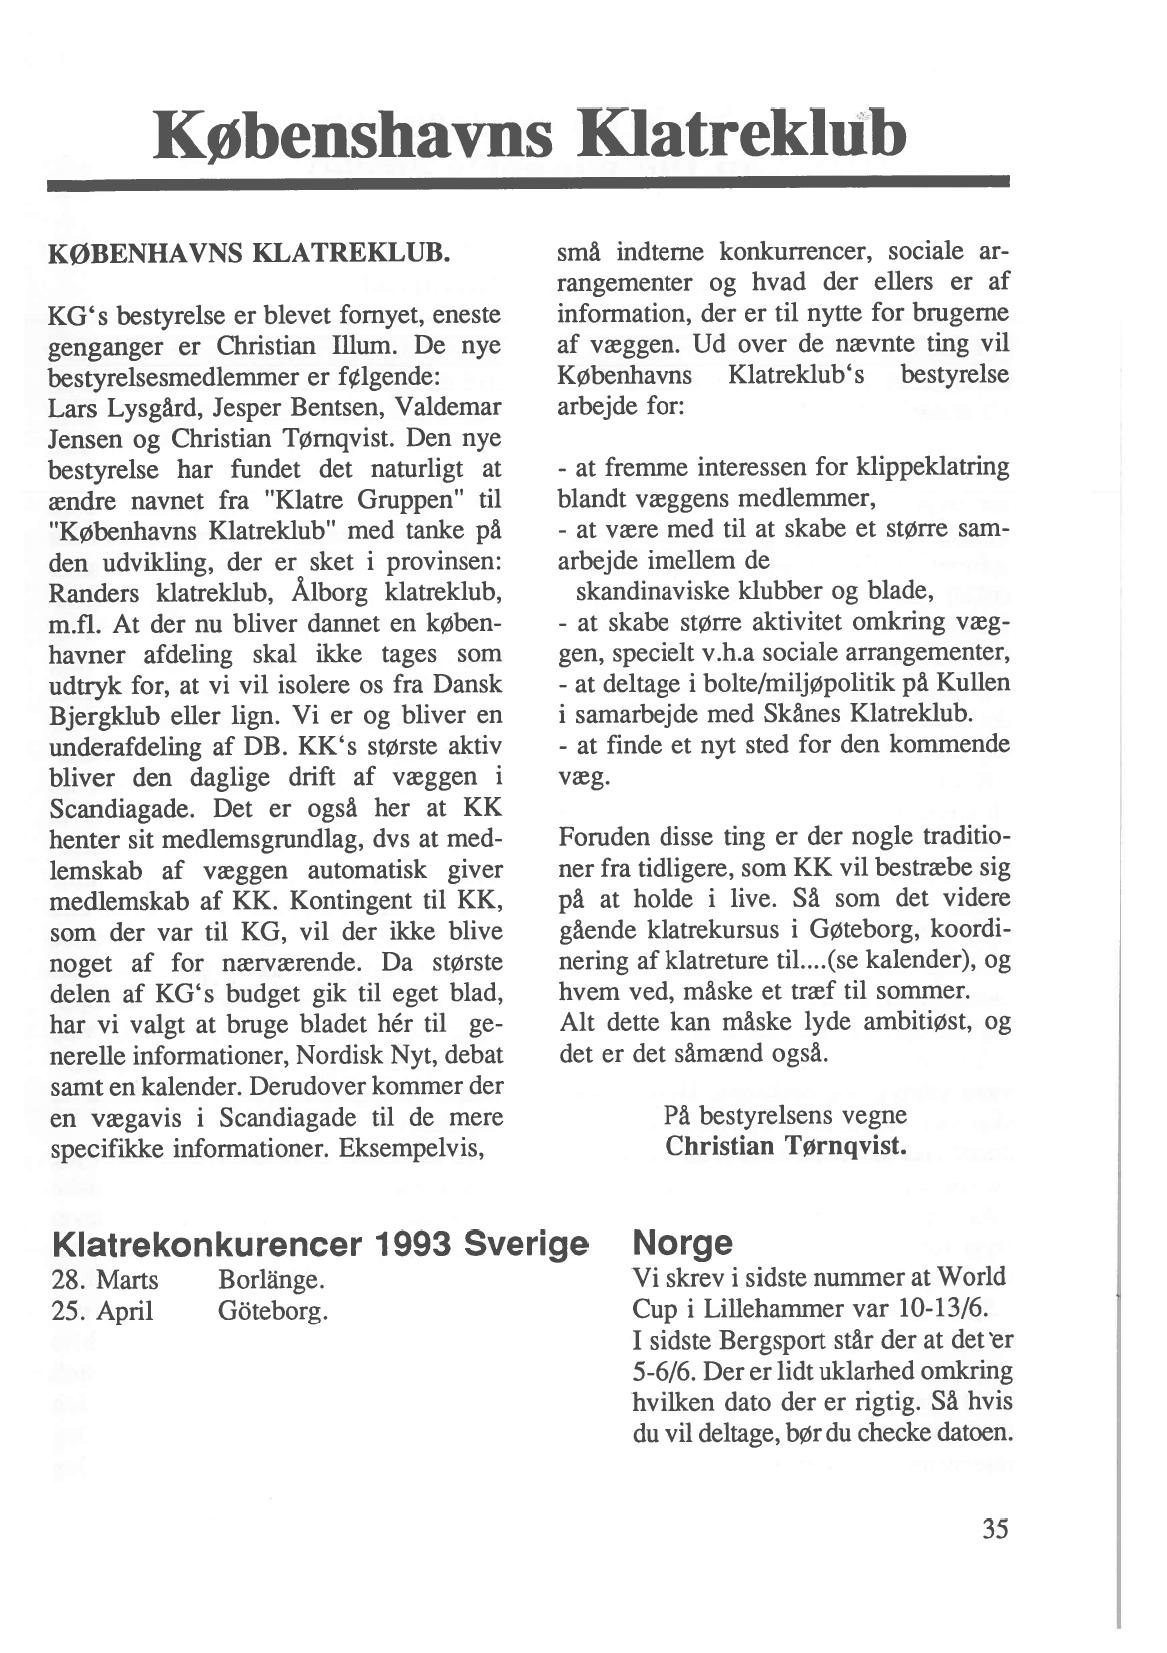 Købenshavns Klatreklub
KØBENHAVNS KLATREKLUB.
KG‘s bestyrelse er blevet fornyet, eneste
genganger er Christian Illum. De nye
bestyrelsesmedlemmer er følgende:
Lars Lysgård, Jesper Bentsen, Valdemar
Jensen og Christian Tørnqvist. Den nye
bestyrelse har fundet det naturligt at
ændre navnet fra "Klatre Gruppen" til
"Københavns Klatreklub" med tanke på
den udvikling, der er sket i provinsen:
Randers klatreklub, Ålborg klatreklub,
m.fl. At der nu bliver dannet en køben-
havner afdeling skal ikke tages som
udtryk for, at vi vil isolere os fra Dansk
Bjergklub eller lign. Vi er og bliver en
underafdeling af DB. KK‘s største aktiv
bliver den daglige drift af væggen i
Scandiagade. Det er også her at KK
henter sit medlemsgrundlag, dvs at med-
lemskab af væggen automatisk giver
medlemskab af KK. Kontingent til KK,
som der var til KG, vil der ikke blive
noget af for nærværende. Da største
delen af KG‘s budget gik til eget blad,
har vi valgt at bruge bladet hér til ge-
nerelle informationer, Nordisk Nyt, debat
samt en kalender. Derudover kommer der
en vægavis i Scandiagade til de mere
specifikke informationer. Eksempelvis,
små indterne konkurrencer, sociale ar-
rangementer og hvad der ellers er af
information, der er til nytte for brugerne
af væggen. Ud over de nævnte ting vil
Københavns Klatreklub‘s bestyrelse
arbejde for:
- at fremme interessen for klippeklatring
blandt væggens medlemmer,
- at være med til at skabe et større sam-
arbejde imellem de
skandinaviske klubber og blade,
- at skabe større aktivitet omkring væg-
gen, specielt v.h.a sociale arrangementer,
- at deltage i bolte/miljøpolitik på Kullen
i samarbejde med Skånes Klatreklub.
- at finde et nyt sted for den kommende
væg.
Foruden disse ting er der nogle traditio-
ner fra tidligere, som KK vil bestræbe sig
på at holde i live. Så som det videre
gående klatrekursus i Gøteborg, koordi-
nering af klatreture til....(se kalender), og
hvem ved, måske et træf til sommer.
Alt dette kan måske lyde ambitiøst, og
det er det såmænd også.
På bestyrelsens vegne
Christian Tørnqvist.
Klatrekonkurencer 1993 Sverige
28. Marts Borlänge.
25. April Göteborg.
Norge
Vi skrev i sidste nummer at World
Cup i Lillehammer var 10-13/6.
I sidste Bergsport står der at det er
5-6/6. Der er lidt uklarhed omkring
hvilken dato der er rigtig. Så hvis
du vil deltage, bør du checke datoen.
35